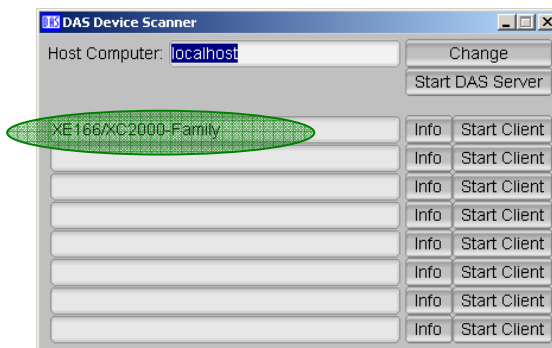 DAS Device Scanner
Host Computer: localhost Change
Start DAS Server
XE166/XC2000-Family Info Start Client
Info Start Client
Info Start Client
Info Start Client
Info Start Client
Info Start Client
Info Start Client
Info Start Client